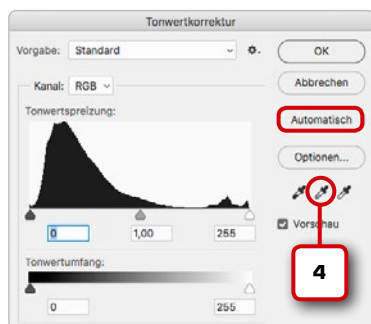 Tonwertkorrektur
Vorgabe: Standard
OK
Kanal: RGB
Abbrechen
Tonwertspreizung:
Automatisch
Optionen...
0 1,00 255
Vorschau
4
Tonwertumfang:
0 255